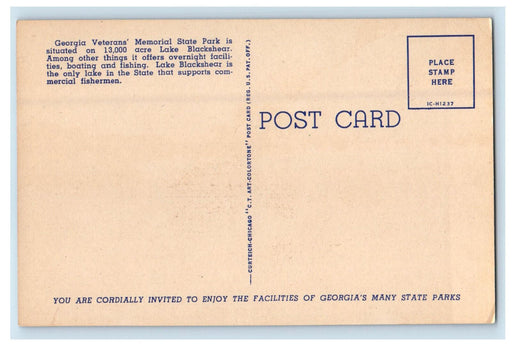 Georgia Veterans' Memorial State Park is
situated on 13,000 acre Lake Blackshear.
Among other things it offers overnight facili-
ties, boating and fishing. Lake Blackshear is
the only lake in the State that supports com-
mercial fishermen.
PLACE
STAMP
HERE
1C-H1237
POST CARD
CURTEICH-CHICAGO "C.T. ART-COLORTONE" POST CARD (REG. U.S. PAT. OFF.)
YOU ARE CORDIALLY INVITED TO ENJOY THE FACILITIES OF GEORGIA'S MANY STATE PARKS